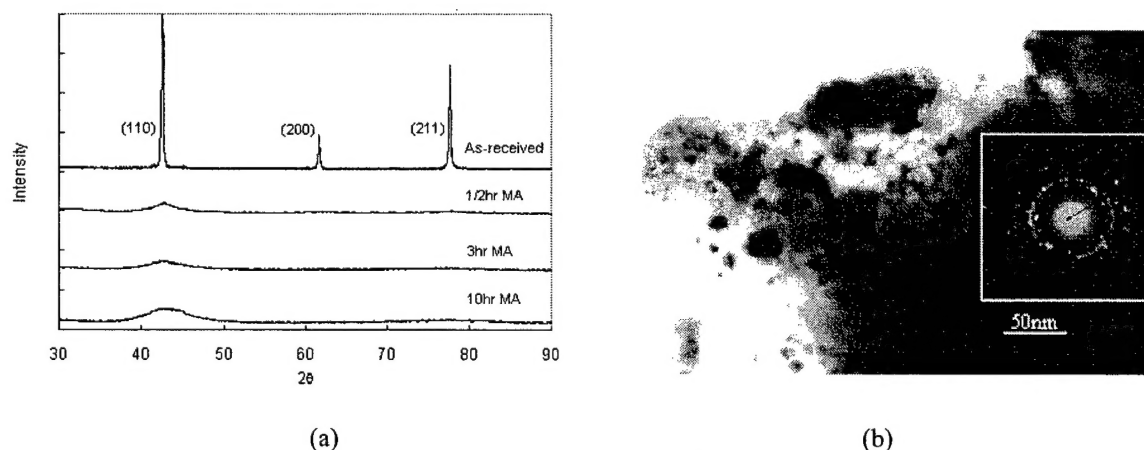 (110)
(200)
(211)
As-received
1/2hr MA
3hr MA
10hr MA
Intensity
30 40 50 60 70 80 90
2θ
50nm
(a) (b)